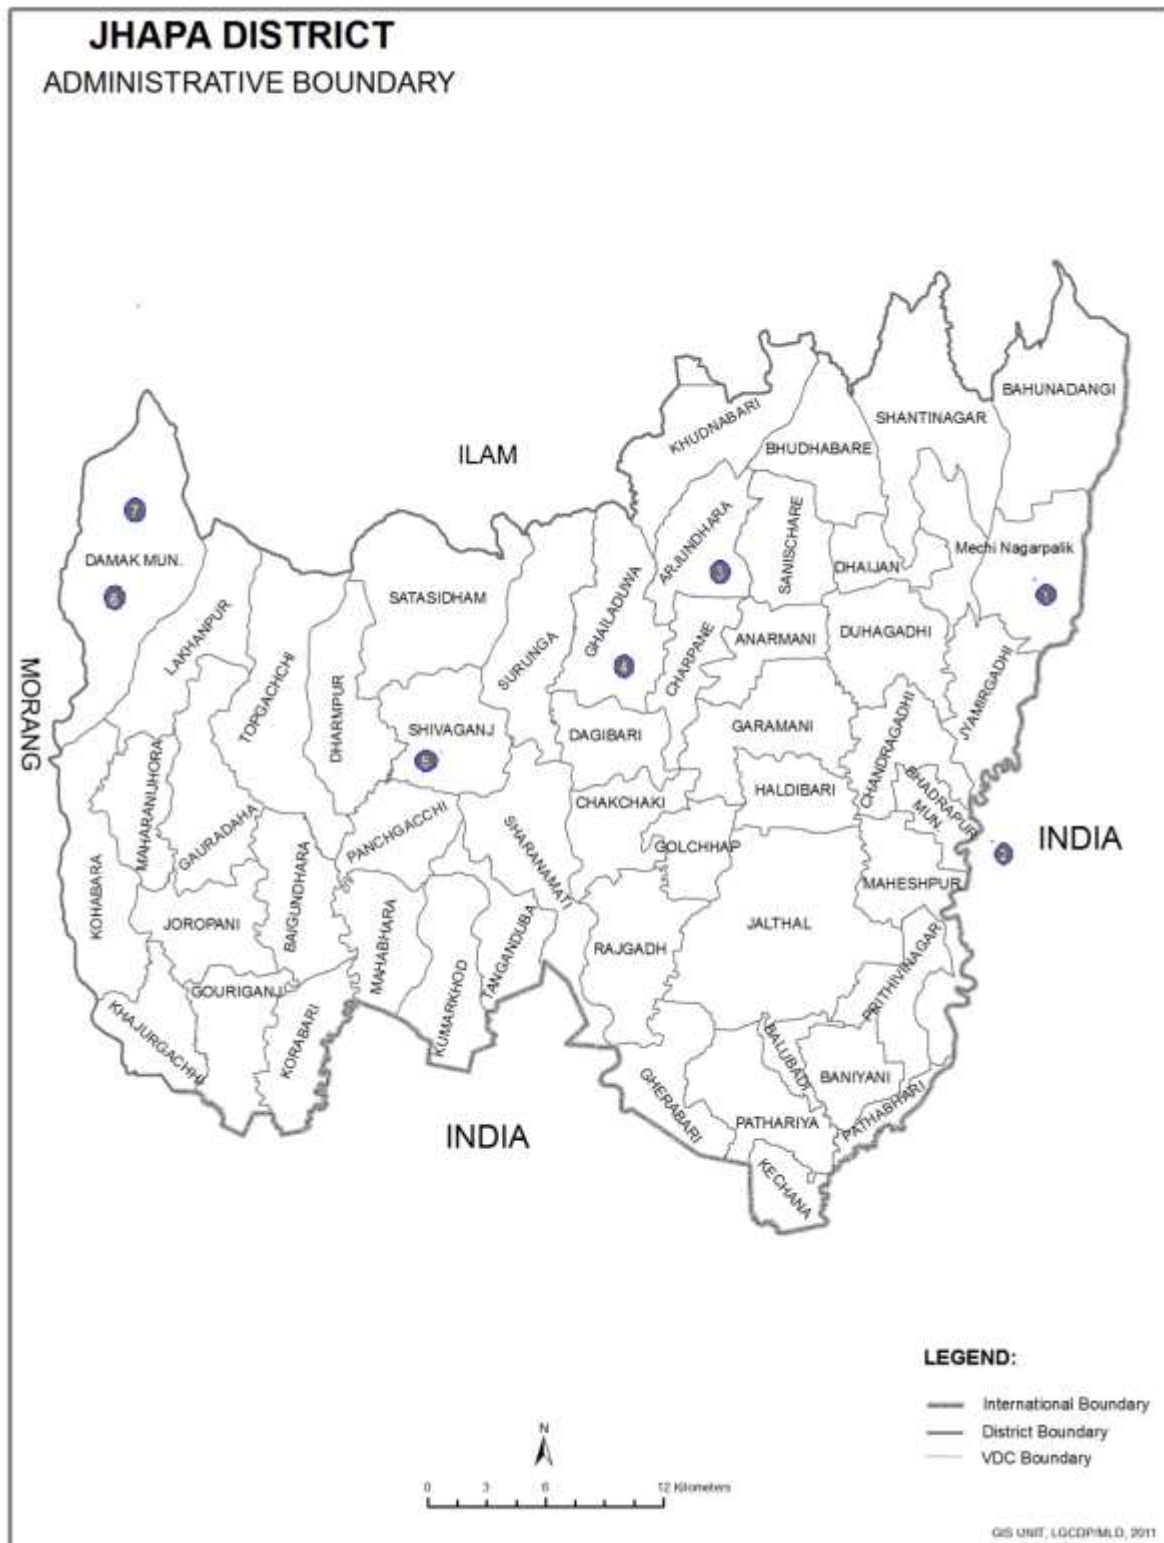 JHAPA DISTRICT
ADMINISTRATIVE BOUNDARY
BAHUNADANGI
SHANTINAGAR
KHUDNABARI
BHUDHABARE
ILAM
7
ARJUNDHARA
SANISCHARE
Mechi Nagarpalik
DAMAK MUN.
DHAIJAN
3
1
SATASIDHAM
6
GHAILADUWA
LAKHANPUR
ANARMANI
DUHAGADHI
CHARPANE
SURUNGA
4
JYAMIRGADHI
MORANG
TOPGACHCHI
DHARMPUR
SHIVAGANJ
DAGIBARI
GARAMANI
CHANDRAGADHI
5
HALDIBARI
BHADRAPUR
MUN.
CHAKCHAKI
MAHARANIJHORA
GAURADAHA
PANCHGACCHI
SHARANAMATI
GOLCHHAP
2
INDIA
KOHABARA
BAIGUNDHARA
MAHESHPUR
JOROPANI
MAHABHARA
TANGANDUBA
RAJGADH
JALTHAL
PRITHIVINAGAR
GOURIGANJ
KUMARKHOD
KHAJURGACHHI
KORABARI
BALUBADI
BANIYANI
GHERABARI
PATHARIYA
PATHABHARI
INDIA
KECHANA
LEGEND:
International Boundary
District Boundary
VDC Boundary
N
0 3 6 12 Kilometers
GIS UNIT, LGCDP/MLD, 2011